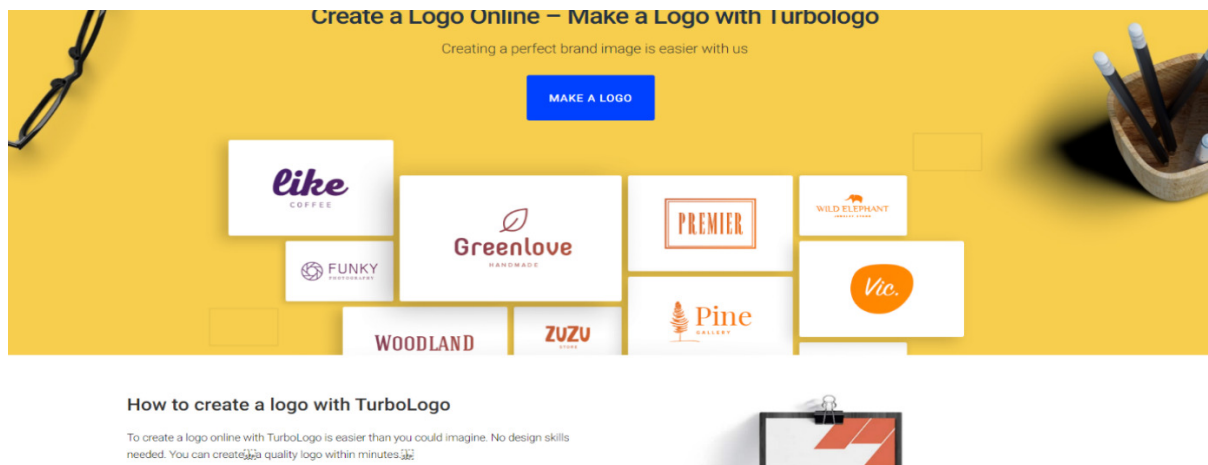 Create a Logo Online – Make a Logo with Turbologo
Creating a perfect brand image is easier with us
MAKE A LOGO
like
COFFEE
Greenlove
HANDMADE
PREMIER
WILD ELEPHANT
FUNKY
PHOTOGRAPHY
Vic.
Pine
GALLERY
WOODLAND
ZUZU
STORE
How to create a logo with TurboLogo
To create a logo online with TurboLogo is easier than you could imagine. No design skills
needed. You can create a quality logo within minutes.